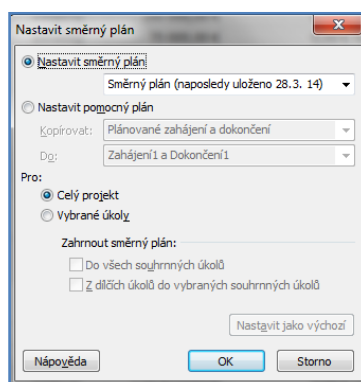 Nastavit směrný plán
Nastavit směrný plán
Směrný plán (naposledy uloženo 28.3. 14)
Nastavit pomocný plán
Kopírovat: Plánované zahájení a dokončení
Do: Zahájení1 a Dokončení1
Pro:
Celý projekt
Vybrané úkoly
Zahrnout směrný plán:
Do všech souhrnných úkolů
Z dílčích úkolů do vybraných souhrnných úkolů
Nastavit jako výchozí
Nápověda OK Storno